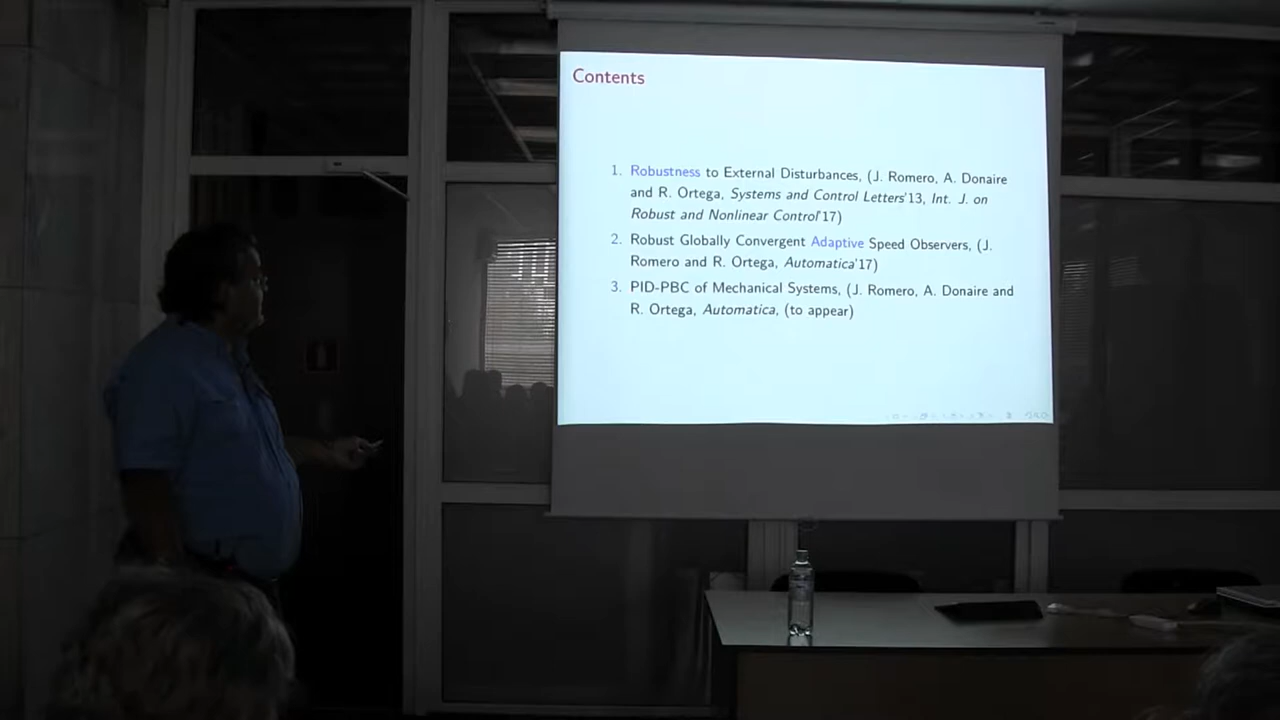 Contents
1. Robustness to External Disturbances, (J. Romero, A. Donaire
and R. Ortega, Systems and Control Letters'13, Int. J. on
Robust and Nonlinear Control'17)
2. Robust Globally Convergent Adaptive Speed Observers, (J.
Romero and R. Ortega, Automatica'17)
3. PID-PBC of Mechanical Systems, (J. Romero, A. Donaire and
R. Ortega, Automatica, (to appear)